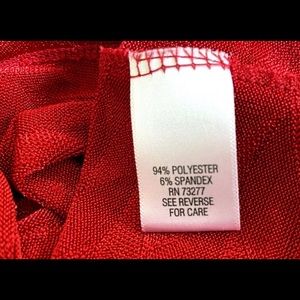 94% POLYESTER
6% SPANDEX
RN 73277
SEE REVERSE
FOR CARE